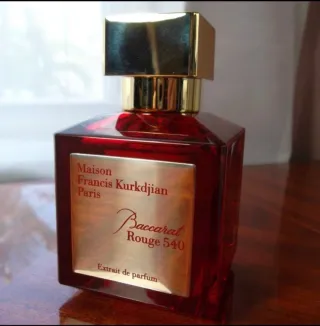 Maison
Francis Kurkdjian
Paris
Baccarat
Rouge 540
Extrait de parfum